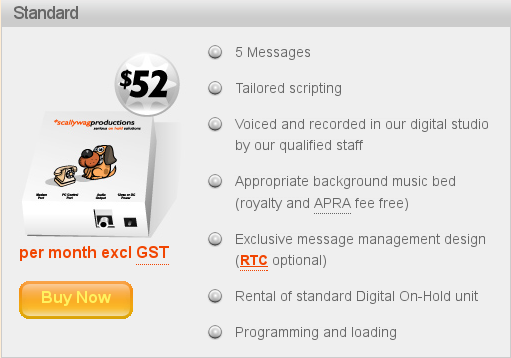 Standard
$52
scallywagproductions
serious on hold solutions
per month excl GST
Buy Now
5 Messages
Tailored scripting
Voiced and recorded in our digital studio
by our qualified staff
Appropriate background music bed
(royalty and APRA fee free)
Exclusive message management design
(RTC optional)
Rental of standard Digital On-Hold unit
Programming and loading